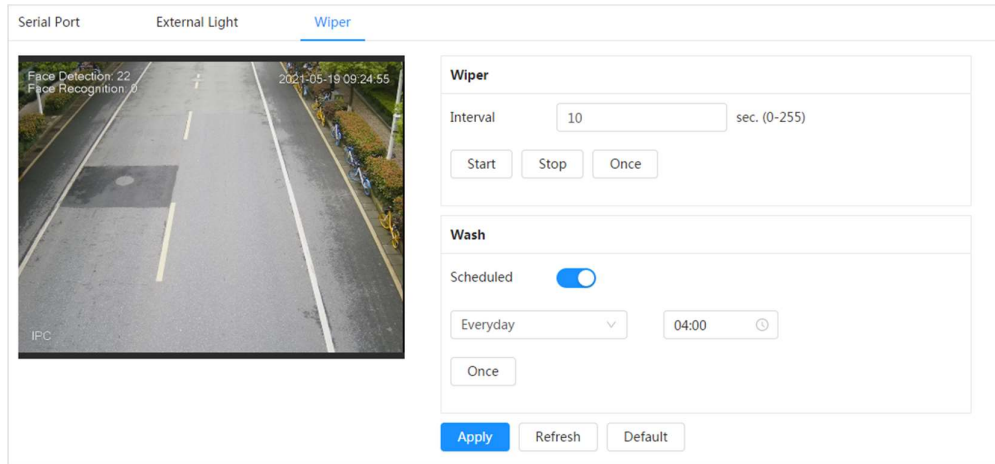 Serial Port External Light Wiper
Face Detection: 22
Face Recognition: 0
2021-05-19 09:24:55
IPC
Wiper
Interval 10 sec. (0-255)
Start Stop Once
Wash
Scheduled
Everyday 04:00
Once
Apply Refresh Default